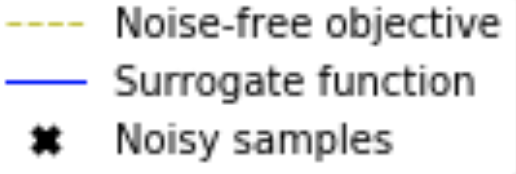 Noise-free objective
Surrogate function
Noisy samples